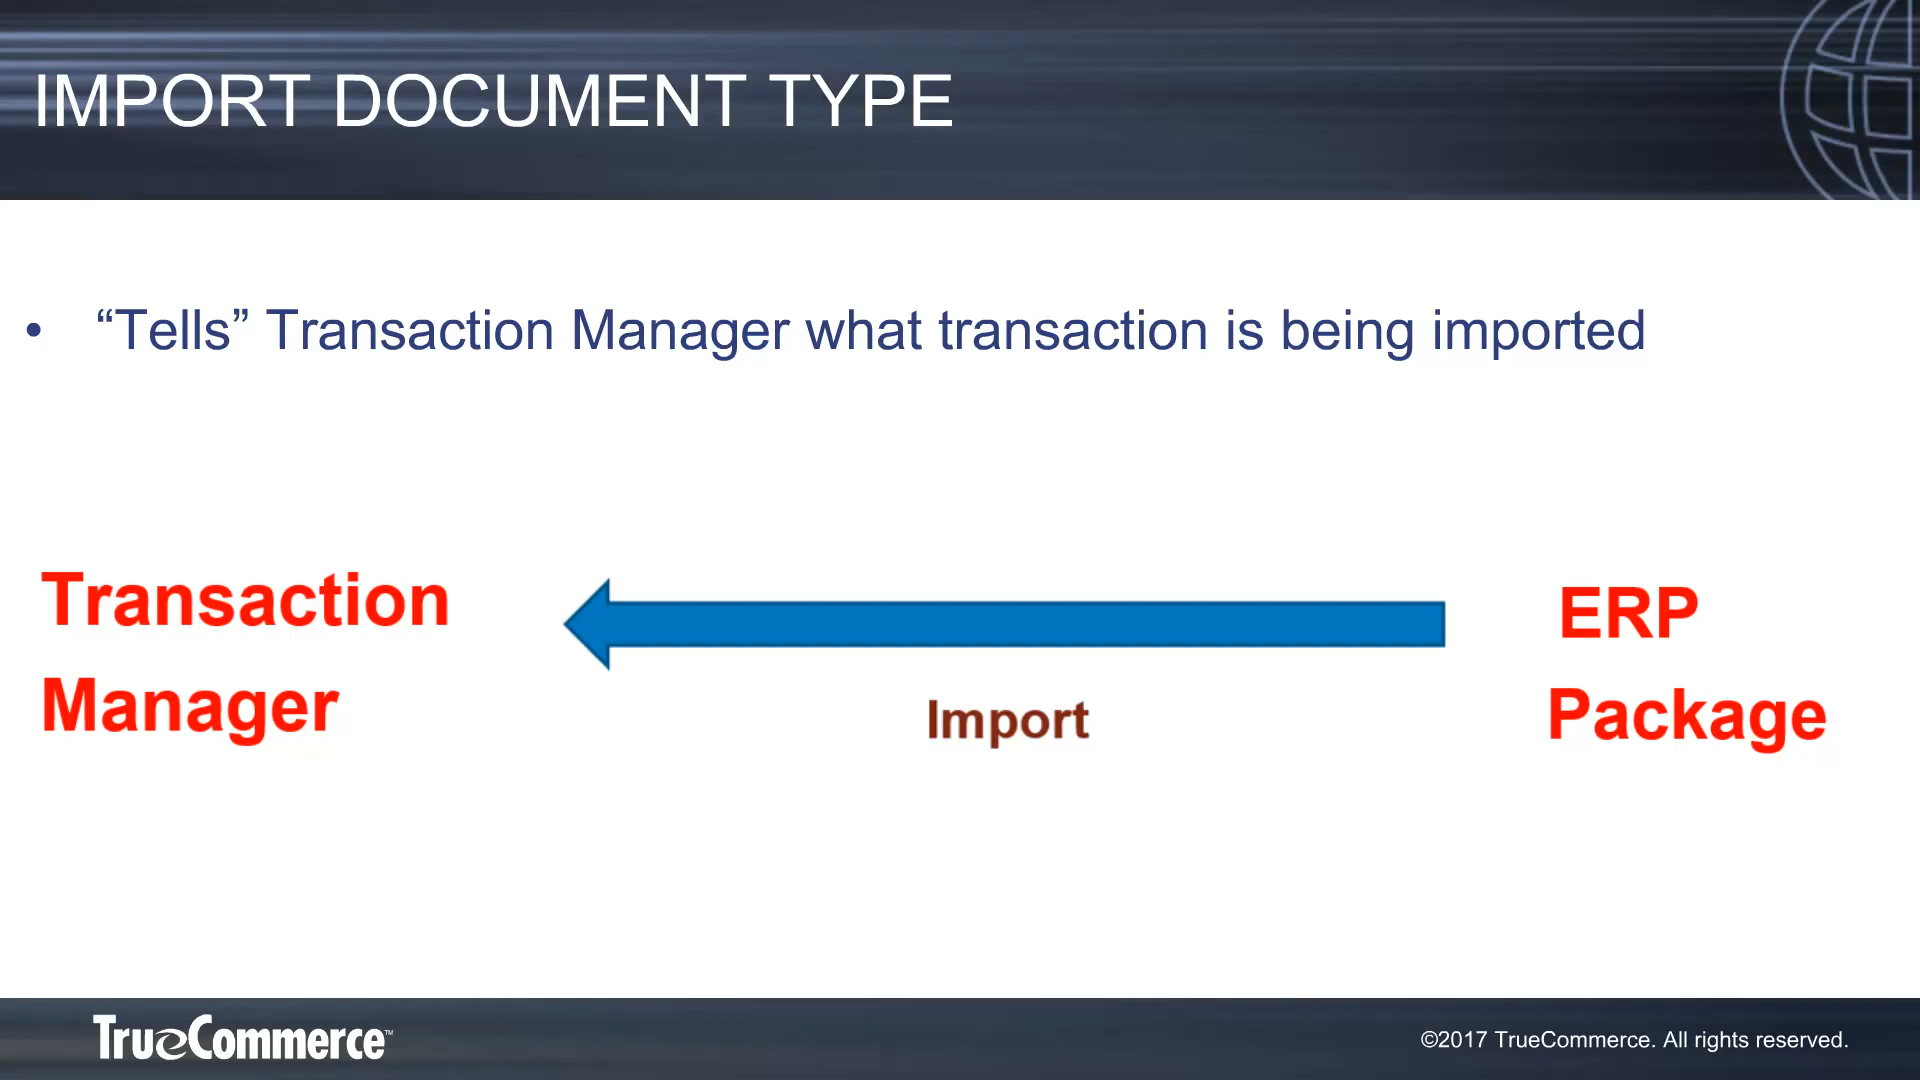 IMPORT DOCUMENT TYPE
• “Tells” Transaction Manager what transaction is being imported
Transaction
Manager
Import
ERP
Package
TrueCommerce™
©2017 TrueCommerce. All rights reserved.